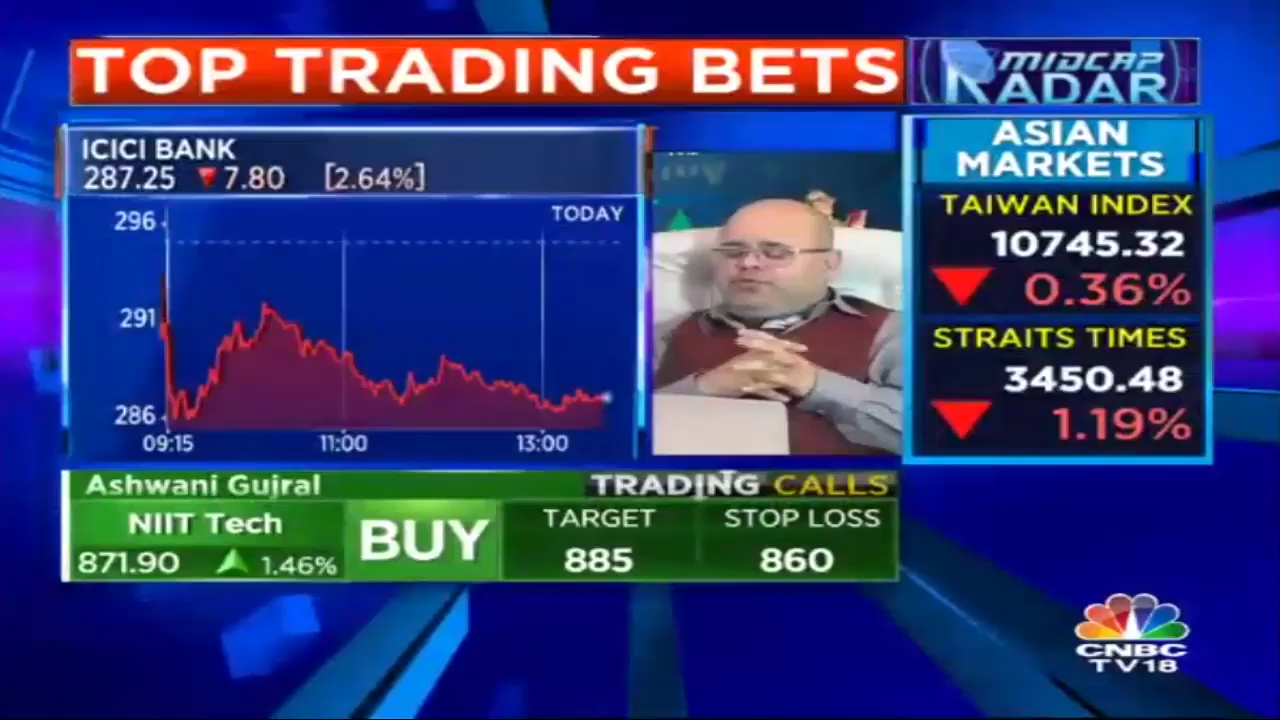 TOP TRADING BETS
MIDCAP
RADAR
ICICI BANK
287.25 ▼ 7.80 [2.64%]
TODAY
296
291
286
09:15 11:00 13:00
ASIAN
MARKETS
TAIWAN INDEX
10745.32
▼ 0.36%
STRAITS TIMES
3450.48
▼ 1.19%
Ashwani Gujral
TRADING CALLS
NIIT Tech
871.90 ▲ 1.46%
BUY
TARGET
885
STOP LOSS
860
CNBC
TV18